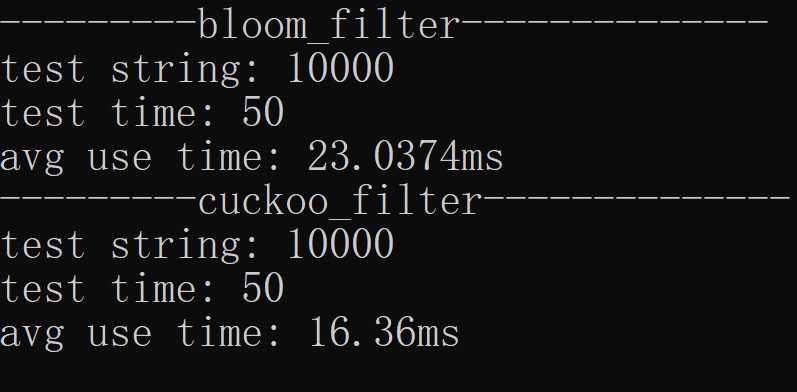 ---------bloom_filter--------------
test string: 10000
test time: 50
avg use time: 23.0374ms
---------cuckoo_filter--------------
test string: 10000
test time: 50
avg use time: 16.36ms